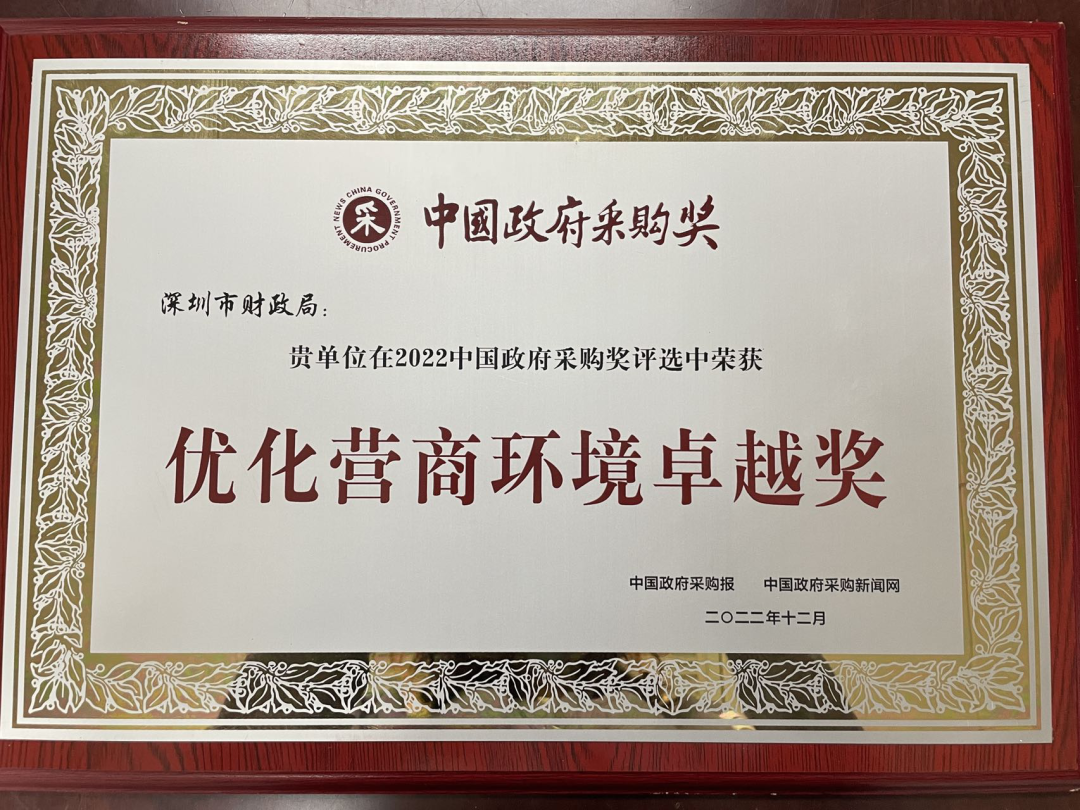 NEWS CHINA GOVERNMENT PROCUREMENT
采
中國政府采購奖
深圳市财政局：
贵单位在2022中国政府采购奖评选中荣获
优化营商环境卓越奖
中国政府采购报 中国政府采购新闻网
二〇二二年十二月